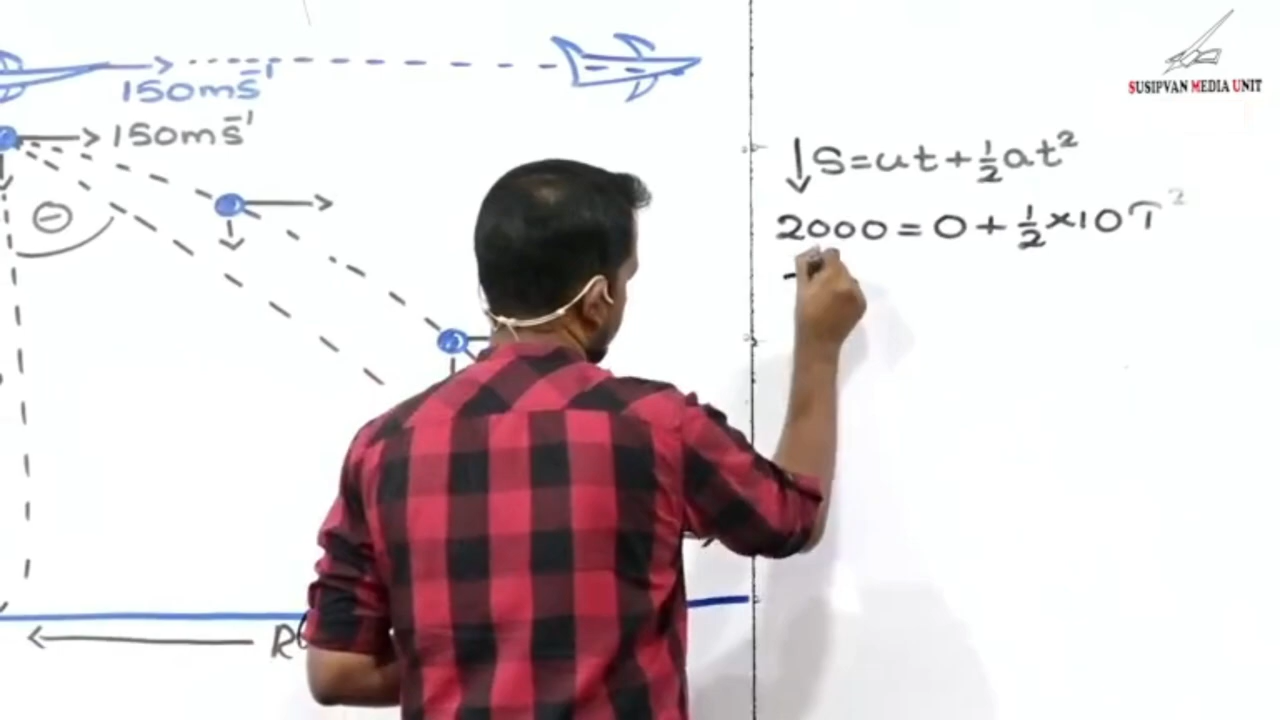 150ms⁻¹
150ms⁻¹
θ
R
↓S=ut+½at²
2000=0+½×10T²
SUSIPVAN MEDIA UNIT